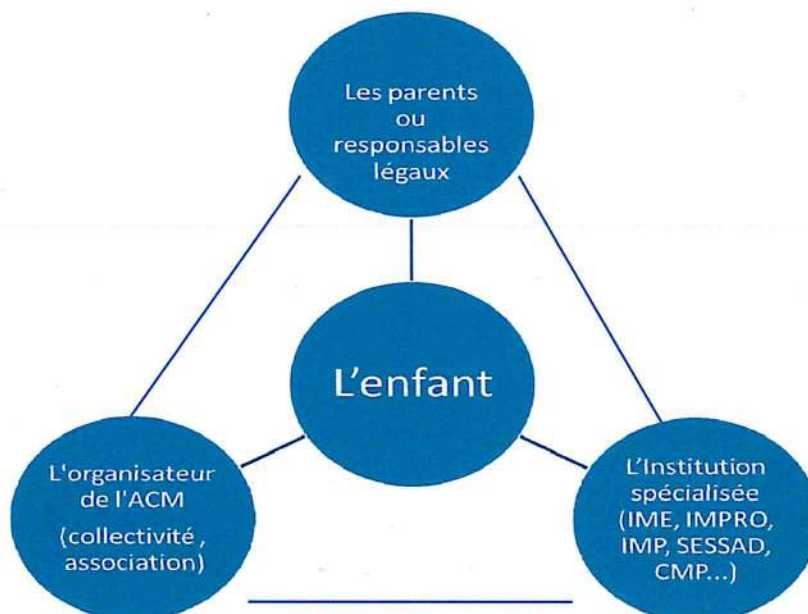 Les parents
ou
responsables
légaux
L'enfant
L'organisateur
de l'ACM
(collectivité ,
association)
L'Institution
spécialisée
(IME, IMPRO,
IMP, SESSAD,
CMP...)